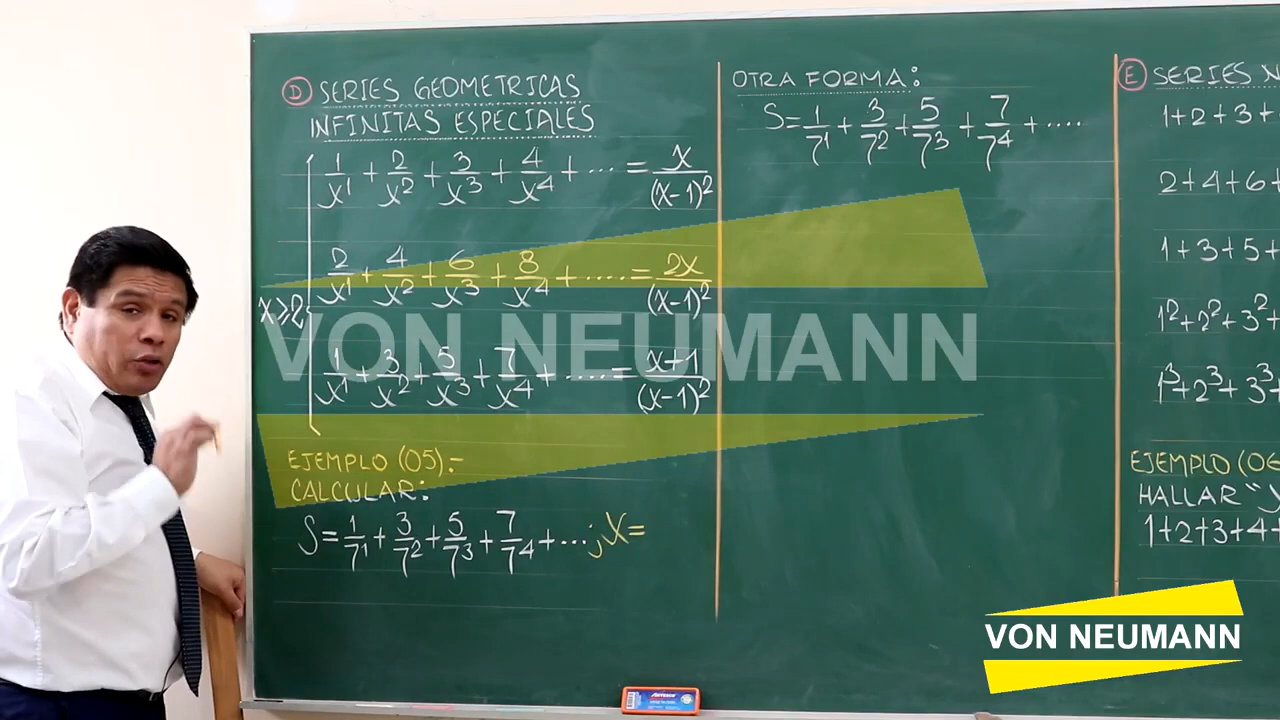 D SERIES GEOMETRICAS
INFINITAS ESPECIALES
1/x¹ + 2/x² + 3/x³ + 4/x⁴ + ... = x/(x-1)²
2/x¹ + 4/x² + 6/x³ + 8/x⁴ + .... = 2x/(x-1)²
x⩾2
1/x¹ + 3/x² + 5/x³ + 7/x⁴ + ..... = x+1/(x-1)²
EJEMPLO (05):-
CALCULAR:
S = 1/7¹ + 3/7² + 5/7³ + 7/7⁴ + ... ; X =
OTRA FORMA:
S = 1/7¹ + 3/7² + 5/7³ + 7/7⁴ + ....
E SERIES
1+2+3+
2+4+6+
1+3+5+
1²+2²+3²+
1³+2³+3³+
EJEMPLO (06
HALLAR "
1+2+3+4+
VON NEUMANN
VON NEUMANN